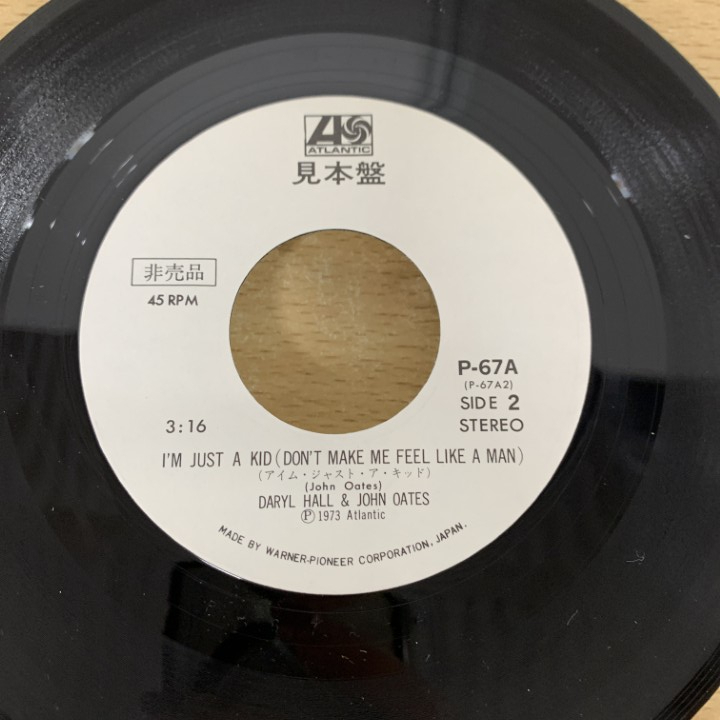 ATLANTIC
見本盤
非売品
45 RPM
P-67A
(P-67A2)
SIDE 2
3:16
STEREO
I'M JUST A KID (DON'T MAKE ME FEEL LIKE A MAN)
(アイム・ジャスト・ア・キッド)
(John Oates)
DARYL HALL & JOHN OATES
Ⓟ 1973 Atlantic
MADE BY WARNER-PIONEER CORPORATION, JAPAN.